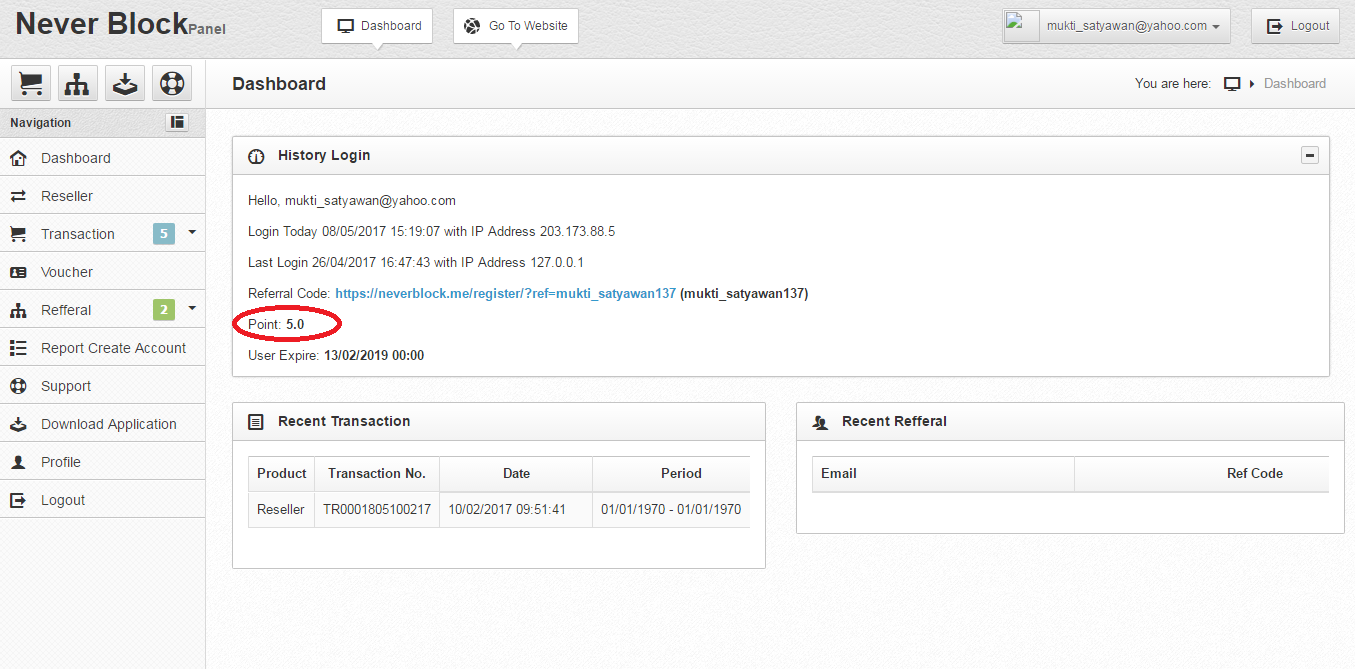 Never Block Panel
Dashboard
Go To Website
mukti_satyawan@yahoo.com
Logout
Dashboard
You are here: Dashboard
Navigation
Dashboard
Reseller
Transaction 5
Voucher
Refferal 2
Report Create Account
Support
Download Application
Profile
Logout
History Login
Hello, mukti_satyawan@yahoo.com
Login Today 08/05/2017 15:19:07 with IP Address 203.173.88.5
Last Login 26/04/2017 16:47:43 with IP Address 127.0.0.1
Referral Code: https://neverblock.me/register/?ref=mukti_satyawan137 (mukti_satyawan137)
Point: 5.0
User Expire: 13/02/2019 00:00
Recent Transaction
Product Transaction No. Date Period
Reseller TR0001805100217 10/02/2017 09:51:41 01/01/1970 - 01/01/1970
Recent Refferal
Email Ref Code